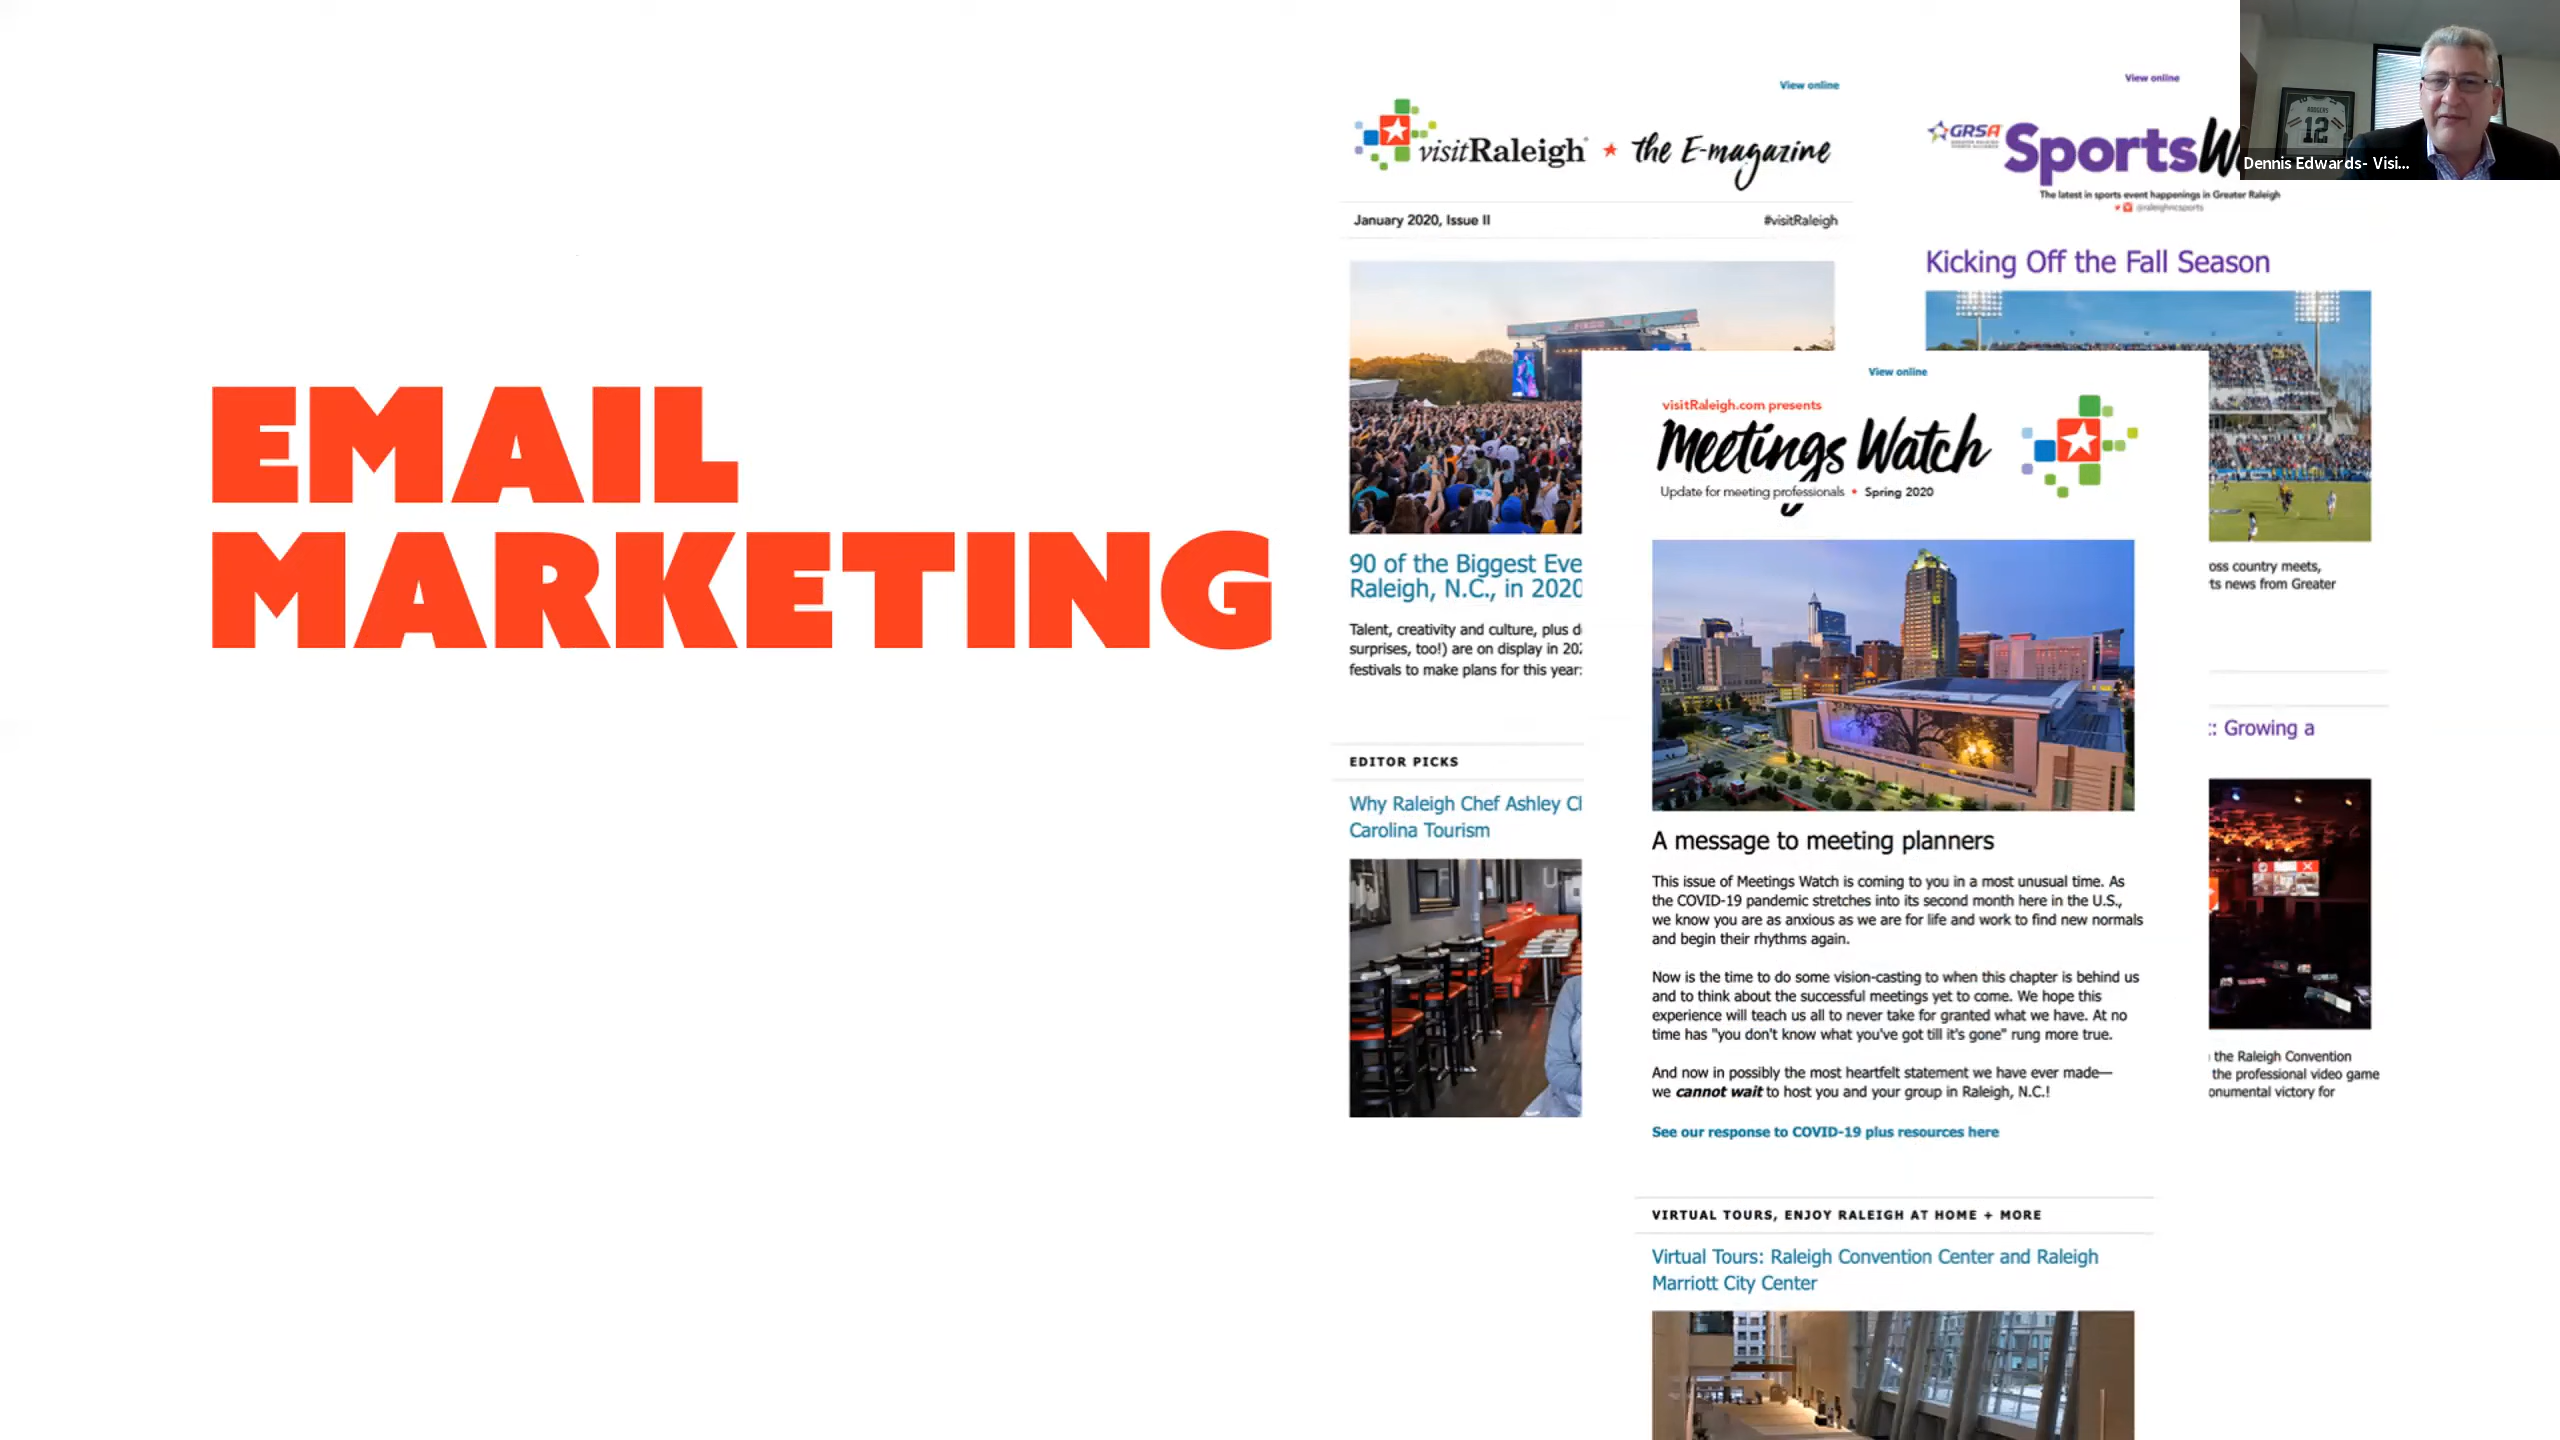 EMAIL
MARKETING
View online
visitRaleigh
the E-magazine
January 2020, Issue II
#visitRaleigh
90 of the Biggest Eve
Raleigh, N.C., in 2020
Talent, creativity and culture, plus d
surprises, too!) are on display in 202
festivals to make plans for this year:
EDITOR PICKS
Why Raleigh Chef Ashley Ch
Carolina Tourism
View online
visitRaleigh.com presents
Meetings Watch
Update for meeting professionals • Spring 2020
A message to meeting planners
This issue of Meetings Watch is coming to you in a most unusual time. As
the COVID-19 pandemic stretches into its second month here in the U.S.,
we know you are as anxious as we are for life and work to find new normals
and begin their rhythms again.
Now is the time to do some vision-casting to when this chapter is behind us
and to think about the successful meetings yet to come. We hope this
experience will teach us all to never take for granted what we have. At no
time has "you don't know what you've got till it's gone" rung more true.
And now in possibly the most heartfelt statement we have ever made—
we cannot wait to host you and your group in Raleigh, N.C.!
See our response to COVID-19 plus resources here
VIRTUAL TOURS, ENJOY RALEIGH AT HOME + MORE
Virtual Tours: Raleigh Convention Center and Raleigh
Marriott City Center
View online
GRSA
SportsW
The latest in sports event happenings in Greater Raleigh
@raleighncsports
Kicking Off the Fall Season
oss country meets,
ts news from Greater
: Growing a
the Raleigh Convention
the professional video game
onumental victory for
RODGERS
12
Dennis Edwards- Visi...